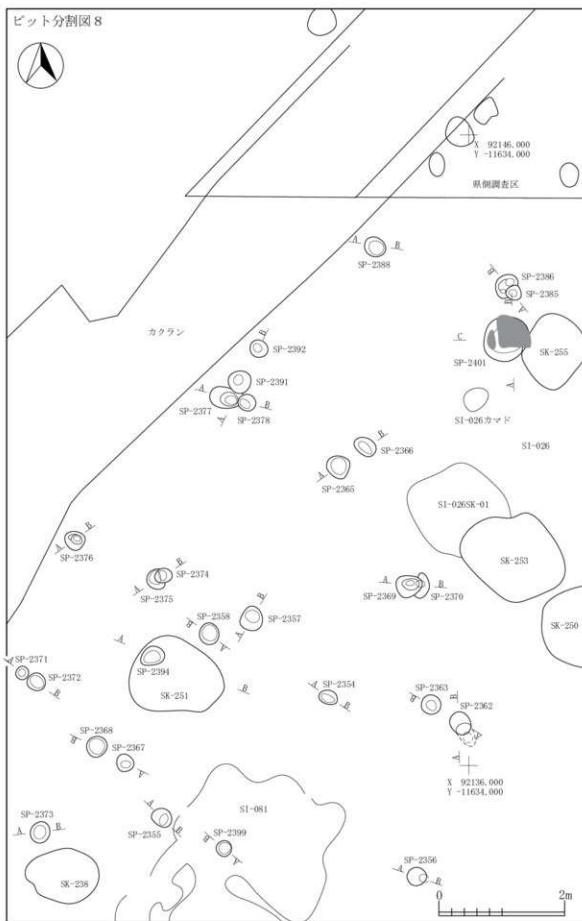 ピット分割図８
X 92146.000
Y -11634.000
県側調査区
A
B
SP-2388
B
SP-2386
SP-2385
B
A
カクラン
C
SP-2401
SK-255
B
SP-2392
A
SP-2391
A
SP-2377
B
SP-2378
A
SI-026カマド
B
SP-2366
SI-026
A
SP-2365
SI-026SK-01
B
SP-2376
A
SK-253
B
SP-2374
A
SP-2375
A
B
SP-2369
SP-2370
SK-250
B
SP-2358
SP-2357
B
A
A
A
SP-2394
SP-2371
A
SP-2372
B
SK-251
B
A
SP-2354
B
SP-2363
B
B
SP-2362
A
A
SP-2368
B
SP-2367
A
X 92136.000
Y -11634.000
SI-081
SP-2373
A
B
A
SP-2355
B
SP-2399
B
A
SK-238
SP-2356
A
B
0
2m